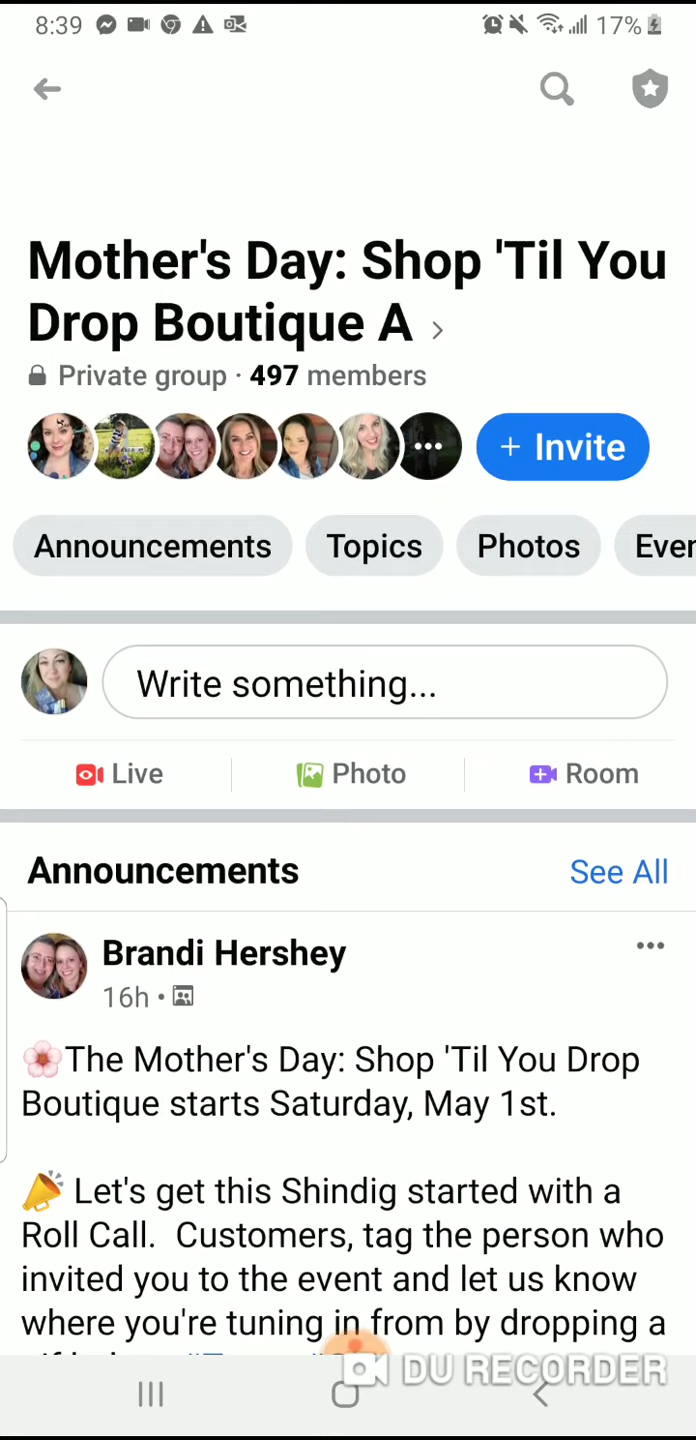 8:39 17%
Mother's Day: Shop 'Til You
Drop Boutique A >
Private group · 497 members
+ Invite
Announcements Topics Photos Ever
Write something...
Live Photo Room
Announcements See All
Brandi Hershey
16h •
The Mother's Day: Shop 'Til You Drop
Boutique starts Saturday, May 1st.
Let's get this Shindig started with a
Roll Call. Customers, tag the person who
invited you to the event and let us know
where you're tuning in from by dropping a
DU RECORDER